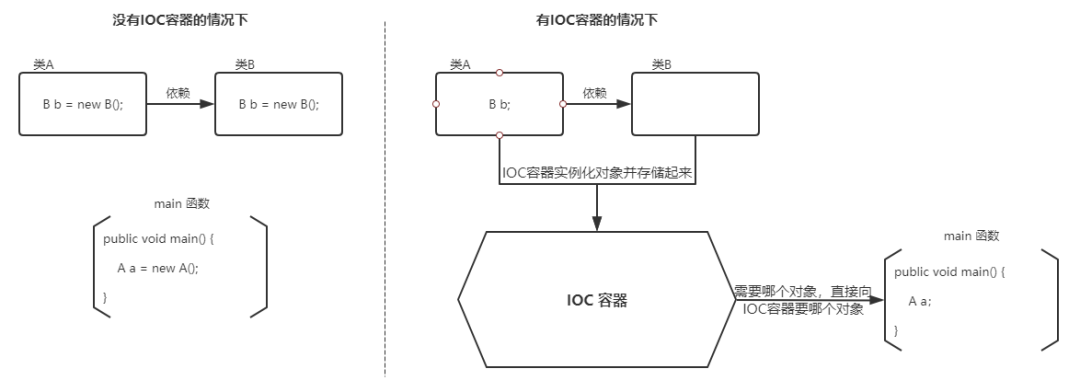 没有IOC容器的情况下
类A
类B
B b = new B();
依赖
B b = new B();
main 函数
public void main() {
A a = new A();
}
有IOC容器的情况下
类A
类B
B b;
依赖
IOC容器实例化对象并存储起来
IOC 容器
需要哪个对象，直接向
IOC容器要哪个对象
main 函数
public void main() {
A a;
}